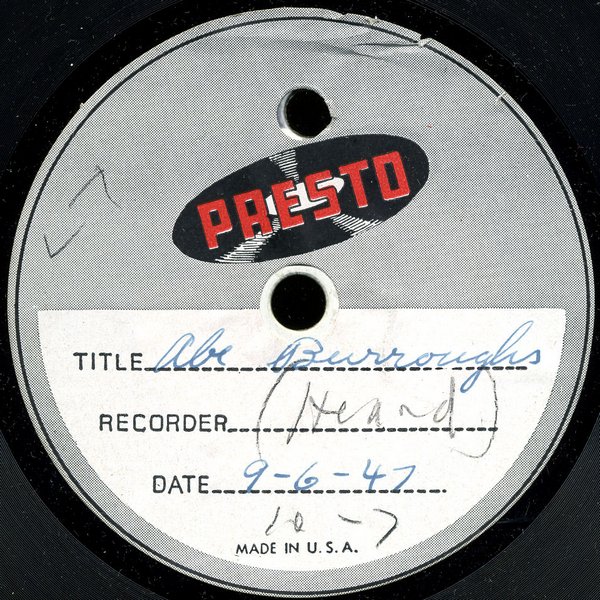 PRESTO
TITLE Abe Burroughs
RECORDER (Heard)
DATE 9-6-47
10-7
MADE IN U.S.A.